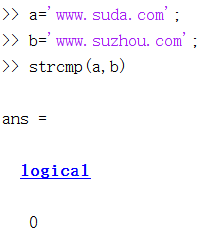 >> a='www.suda.com';
>> b='www.suzhou.com';
>> strcmp(a,b)
ans =
logical
0